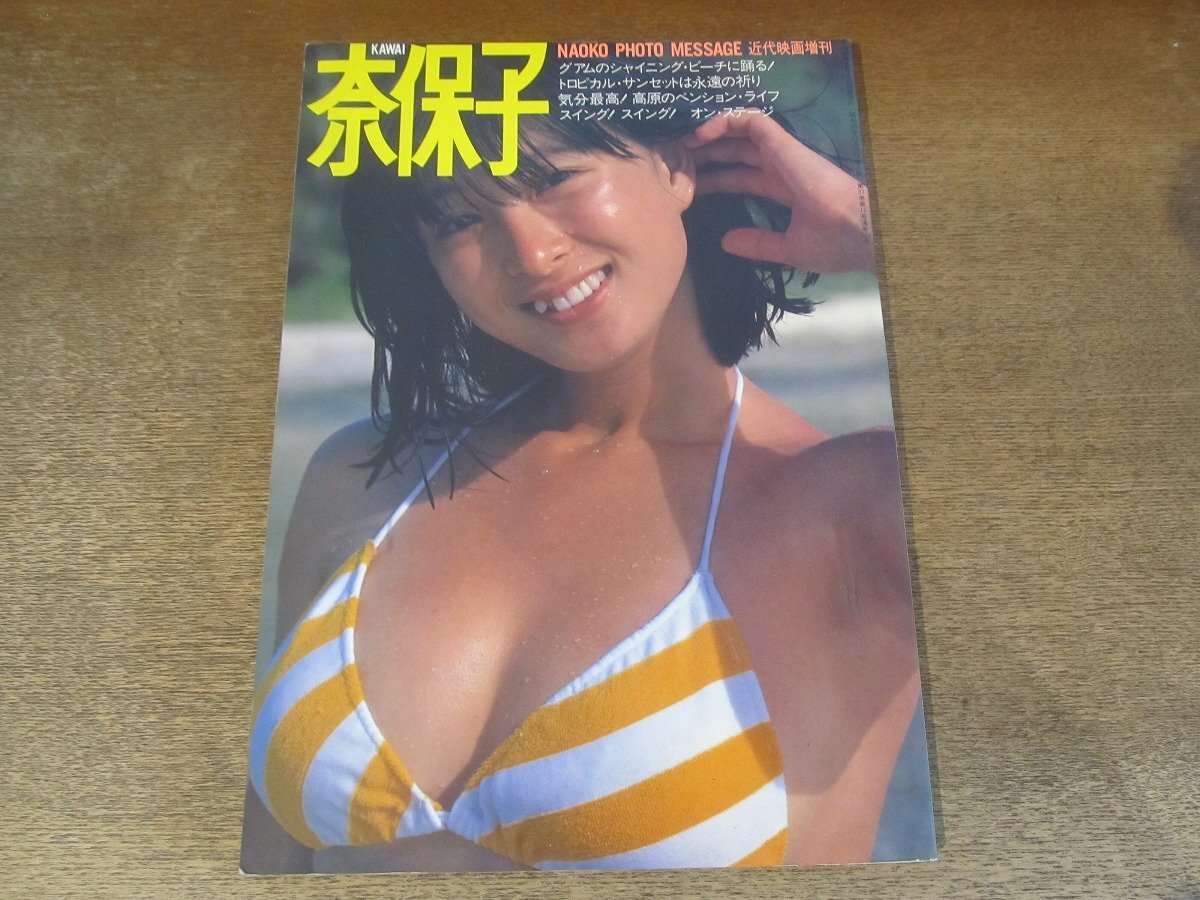 KAWAI
奈保子
NAOKO PHOTO MESSAGE 近代映画増刊
グアムのシャイニング・ビーチに踊る!
トロピカル・サンセットは永遠の祈り
気分最高! 高原のペンション・ライフ
スイング! スイング! オン・ステージ